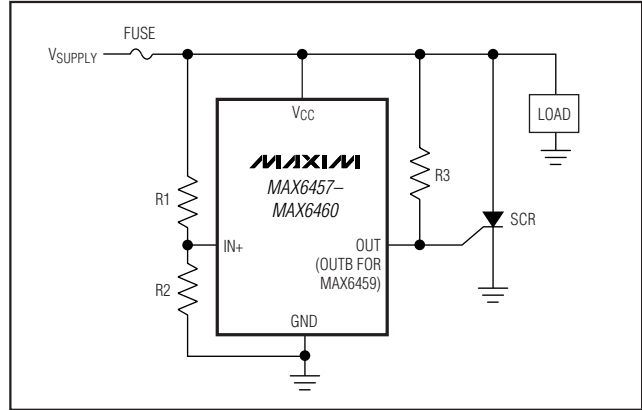 FUSE
VSUPPLY
VCC
LOAD
MAXIM
MAX6457–
MAX6460
R1
R3
IN+
OUT
(OUTB FOR
MAX6459)
SCR
R2
GND